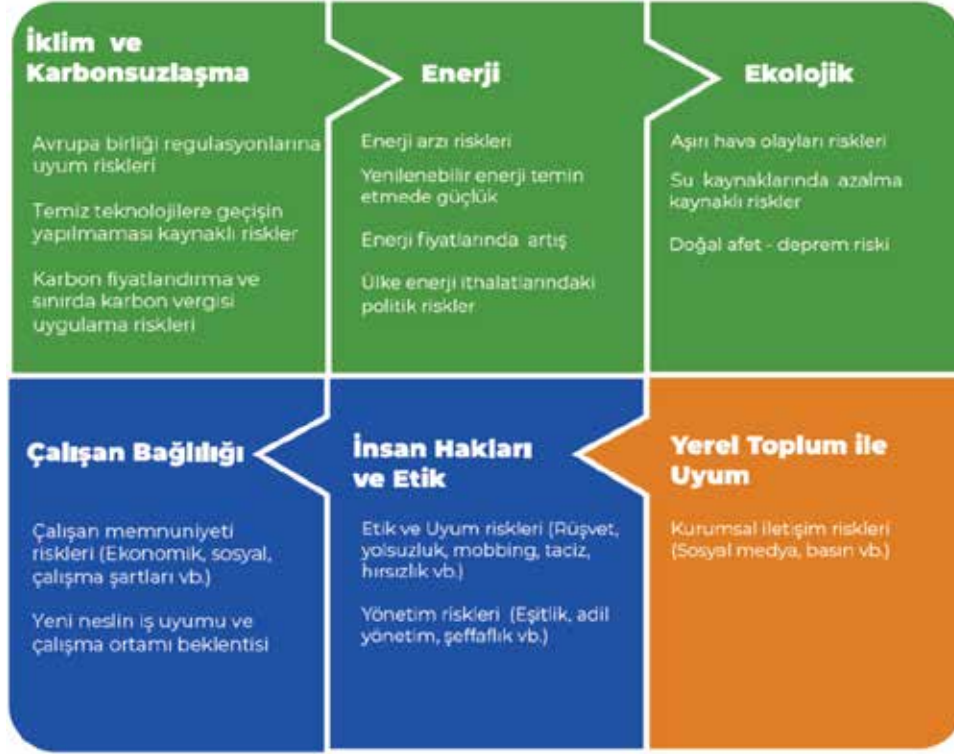 İklim ve
Karbonsuzlaşma
Avrupa birliği regulasyonlarına
uyum riskleri
Temiz teknolojilere geçişin
yapılmaması kaynaklı riskler
Karbon fiyatlandırma ve
sınırda karbon vergisi
uygulama riskleri
Enerji
Enerji arzı riskleri
Yenilenebilir enerji temin
etmede güçlük
Enerji fiyatlarında artış
Ülke enerji ithalatlarındaki
politik riskler
Ekolojik
Aşırı hava olayları riskleri
Su kaynaklarında azalma
kaynaklı riskler
Doğal afet - deprem riski
Çalışan Bağlılığı
Çalışan memnuniyeti
riskleri (Ekonomik, sosyal,
çalışma şartları vb.)
Yeni neslin iş uyumu ve
çalışma ortamı beklentisi
İnsan Hakları
ve Etik
Etik ve Uyum riskleri (Rüşvet,
yolsuzluk, mobbing, taciz,
hırsızlık vb.)
Yönetim riskleri (Eşitlik, adil
yönetim, şeffaflık vb.)
Yerel Toplum ile
Uyum
Kurumsal iletişim riskleri
(Sosyal medya, basın vb.)